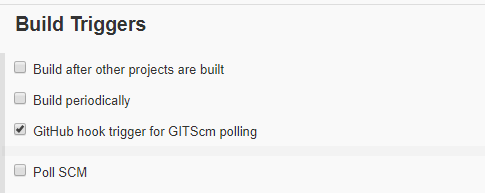 Build Triggers
Build after other projects are built
Build periodically
GitHub hook trigger for GITScm polling
Poll SCM